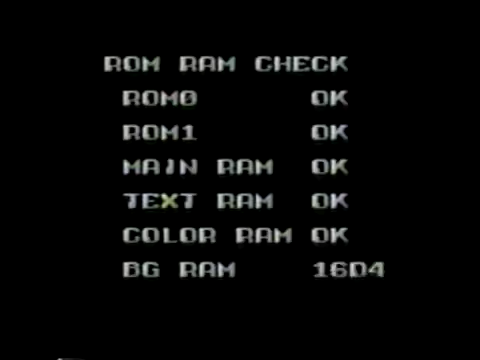 ROM RAM CHECK
ROM0 OK
ROM1 OK
MAIN RAM OK
TEXT RAM OK
COLOR RAM OK
BG RAM 16D4